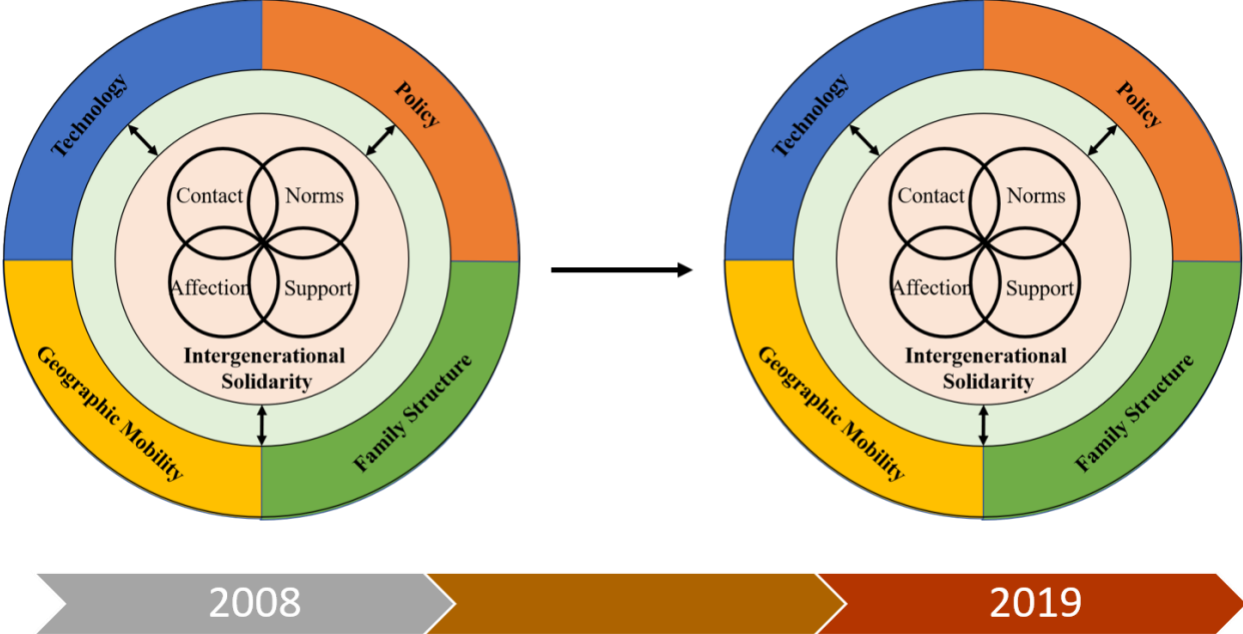 Technology
Policy
Contact
Norms
Affection
Support
Intergenerational
Solidarity
Geographic Mobility
Family Structure
Technology
Policy
Contact
Norms
Affection
Support
Intergenerational
Solidarity
Geographic Mobility
Family Structure
2008
2019